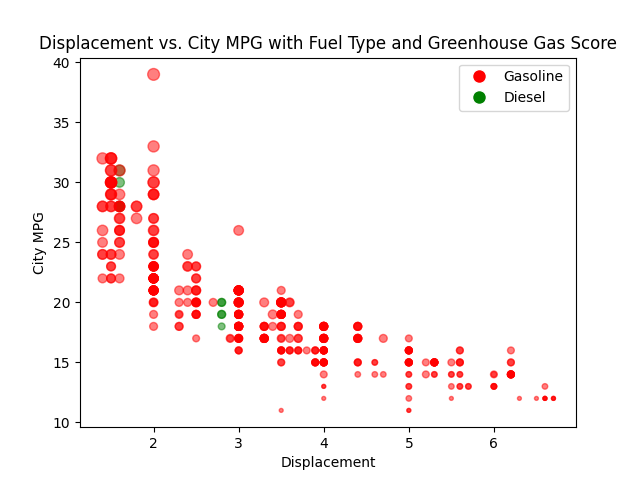 Displacement vs. City MPG with Fuel Type and Greenhouse Gas Score
Gasoline
Diesel
City MPG
40
35
30
25
20
15
10
2
3
4
5
6
Displacement